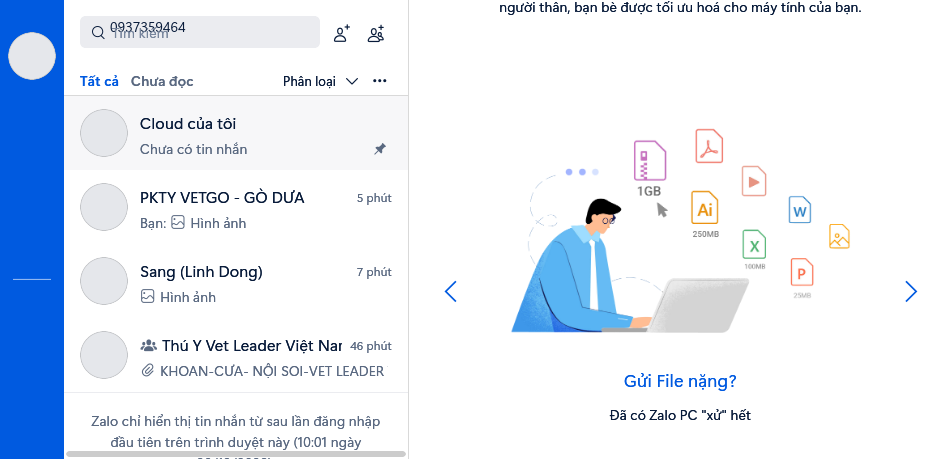 người thân, bạn bè được tối ưu hoá cho máy tính của bạn.
0937359464
Tìm kiếm
Tất cả Chưa đọc Phân loại
Cloud của tôi
Chưa có tin nhắn
PKTY VETGO - GÒ DƯA 5 phút
Bạn: Hình ảnh
Sang (Linh Dong) 7 phút
Hình ảnh
Thú Y Vet Leader Việt Nam 46 phút
KHOAN-CƯA- NỘI SOI-VET LEADER
Zalo chỉ hiển thị tin nhắn từ sau lần đăng nhập
đầu tiên trên trình duyệt này (10:01 ngày
1GB
Ai
250MB
W
X
100MB
P
25MB
Gửi File nặng?
Đã có Zalo PC "xử" hết